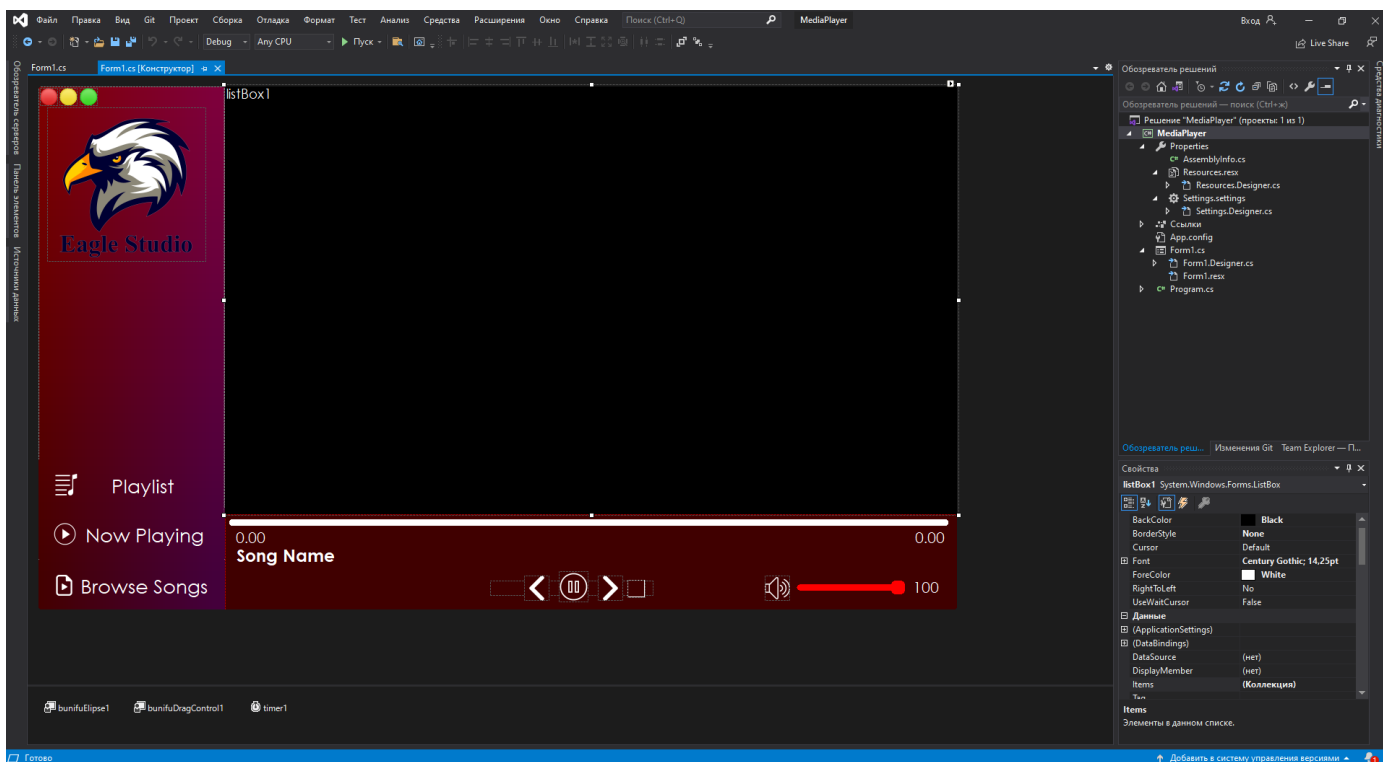 Файл Правка Вид Git Проект Сборка Отладка Формат Тест Анализ Средства Расширения Окно Справка Поиск (Ctrl+Q) MediaPlayer Вход
Debug Any CPU Пуск Live Share
Обозреватель серверов
Панель элементов
Источники данных
Form1.cs Form1.cs [Конструктор]
listBox1
Eagle Studio
Playlist
Now Playing
Browse Songs
0.00 0.00
Song Name
100
bunifuElipse1 bunifuDragControl1 timer1
Обозреватель решений
Обозреватель решений — поиск (Ctrl+ж)
Решение "MediaPlayer" (проекты: 1 из 1)
C# MediaPlayer
Properties
C# AssemblyInfo.cs
Resources.resx
Resources.Designer.cs
Settings.settings
Settings.Designer.cs
Ссылки
App.config
Form1.cs
Form1.Designer.cs
Form1.resx
C# Program.cs
Обозреватель реш... Изменения Git Team Explorer — П...
Свойства
listBox1 System.Windows.Forms.ListBox
BackColor Black
BorderStyle None
Cursor Default
Font Century Gothic; 14,25pt
ForeColor White
RightToLeft No
UseWaitCursor False
Данные
(ApplicationSettings)
(DataBindings)
DataSource (нет)
DisplayMember (нет)
Items (Коллекция)
Tag
Items
Элементы в данном списке.
Средства диагностики
Готово Добавить в систему управления версиями 1